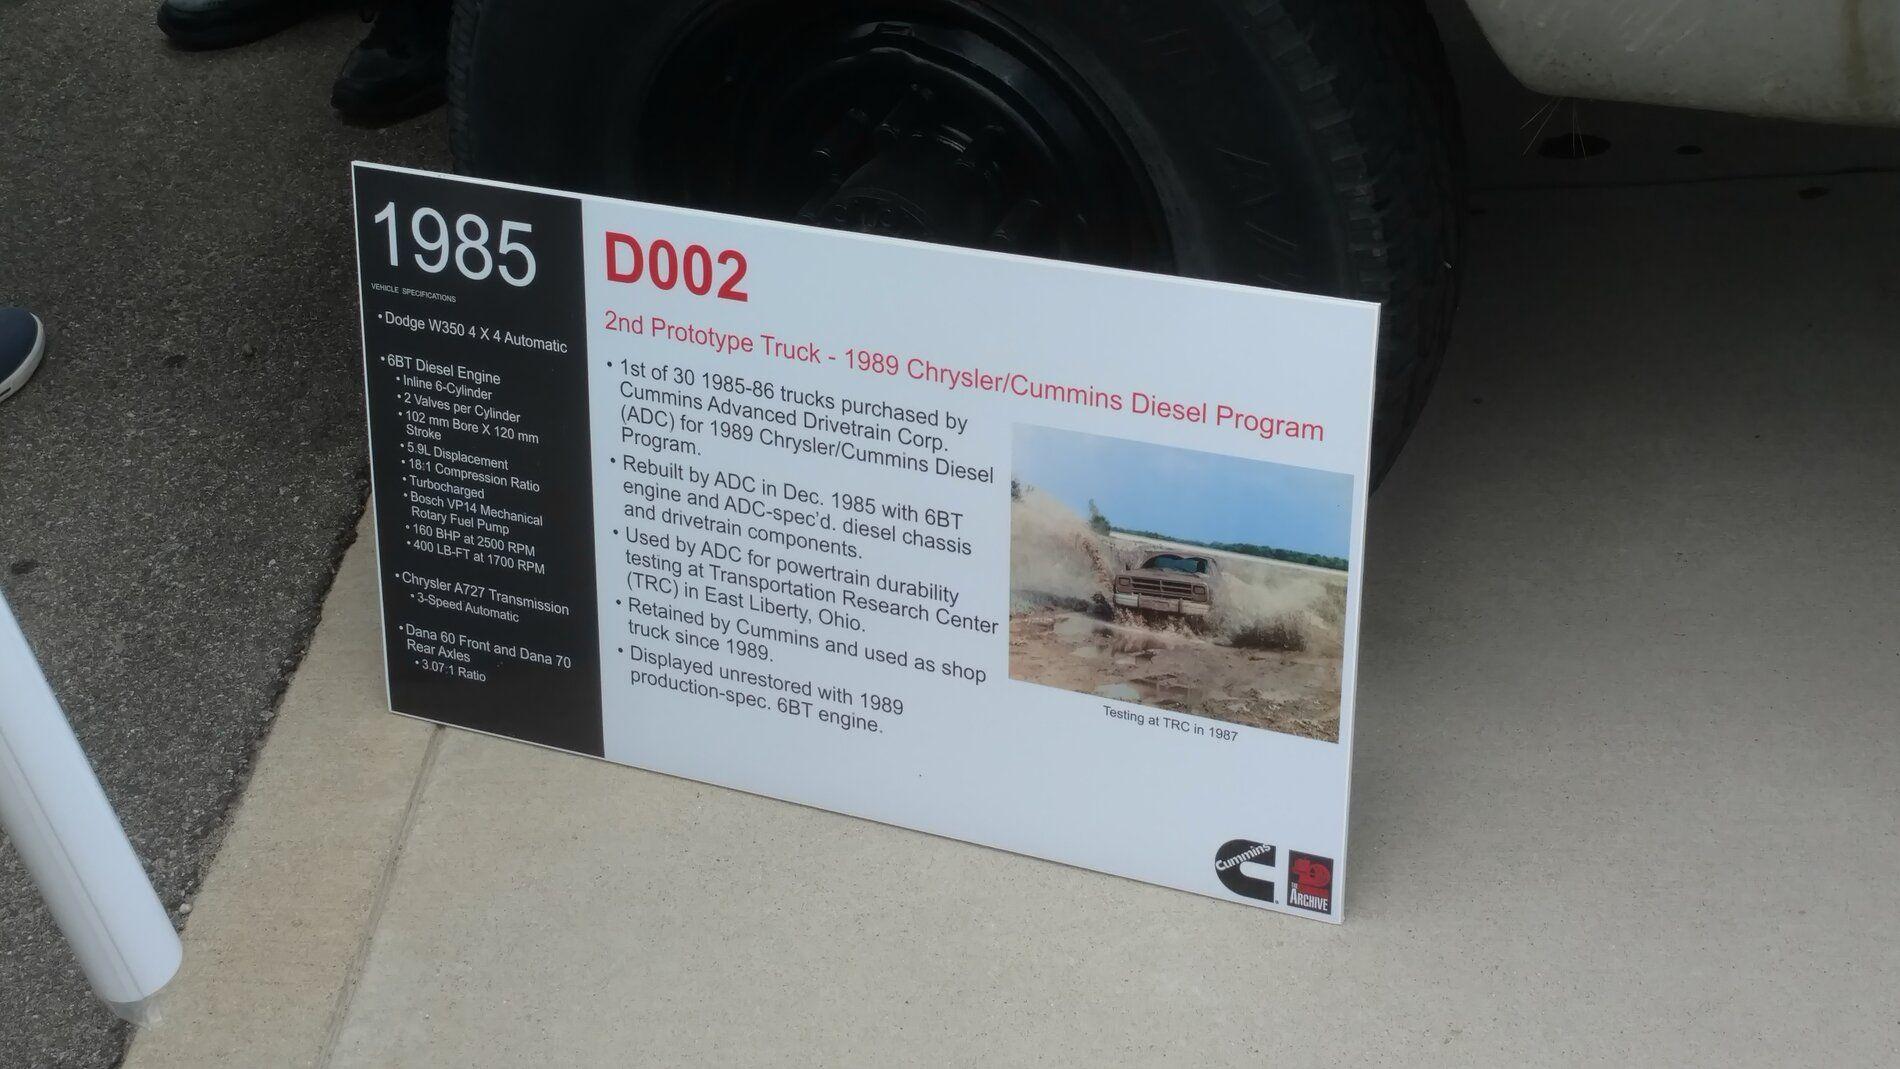 1985
VEHICLE SPECIFICATIONS
• Dodge W350 4 X 4 Automatic
• 6BT Diesel Engine
• Inline 6-Cylinder
• 2 Valves per Cylinder
• 102 mm Bore X 120 mm
Stroke
• 5.9L Displacement
• 18:1 Compression Ratio
• Turbocharged
• Bosch VP14 Mechanical
Rotary Fuel Pump
• 160 BHP at 2500 RPM
• 400 LB-FT at 1700 RPM
• Chrysler A727 Transmission
• 3-Speed Automatic
• Dana 60 Front and Dana 70
Rear Axles
• 3.07:1 Ratio
D002
2nd Prototype Truck - 1989 Chrysler/Cummins Diesel Program
• 1st of 30 1985-86 trucks purchased by
Cummins Advanced Drivetrain Corp.
(ADC) for 1989 Chrysler/Cummins Diesel
Program.
• Rebuilt by ADC in Dec. 1985 with 6BT
engine and ADC-spec'd. diesel chassis
and drivetrain components.
• Used by ADC for powertrain durability
testing at Transportation Research Center
(TRC) in East Liberty, Ohio.
• Retained by Cummins and used as shop
truck since 1989.
• Displayed unrestored with 1989
production-spec. 6BT engine.
Testing at TRC in 1987
Cummins
THE
ARCHIVE